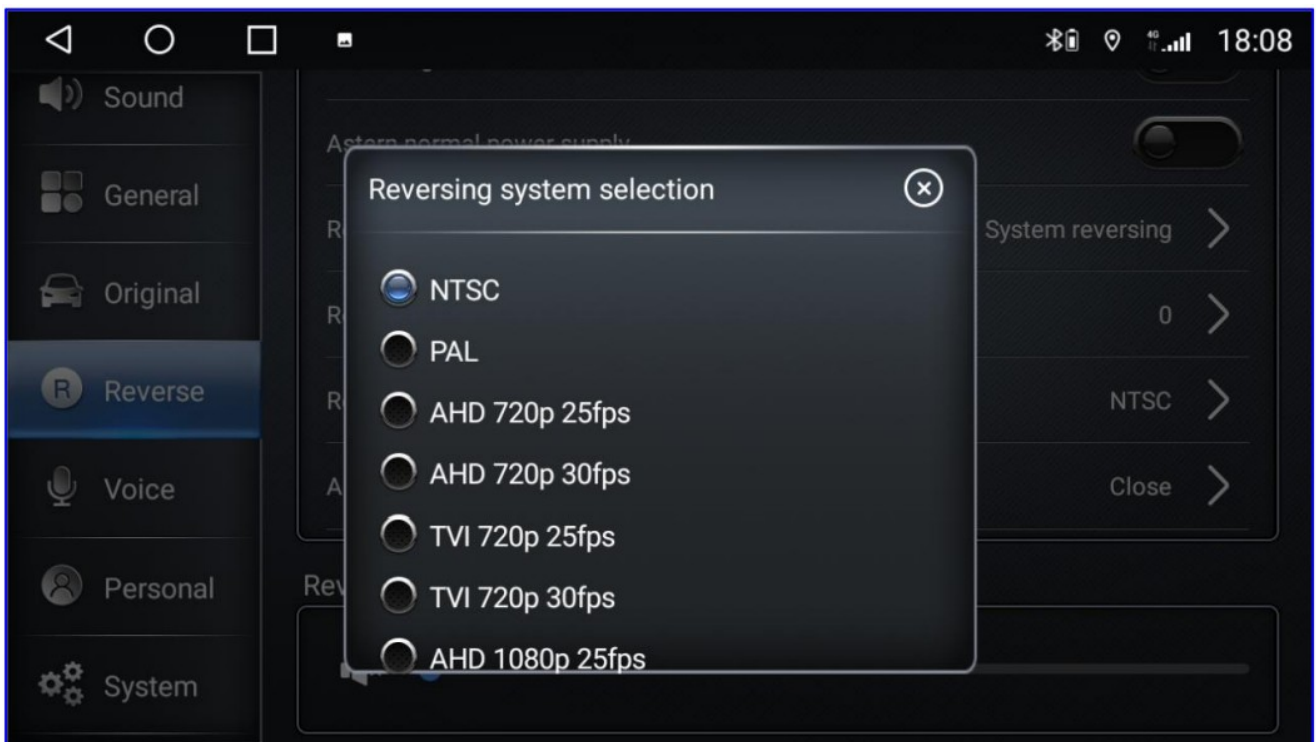 4G 18:08
Sound
General
Original
R Reverse
Voice
Personal
System
Astern normal power supply
System reversing
0
NTSC
Close
Rev
Reversing system selection
NTSC
PAL
AHD 720p 25fps
AHD 720p 30fps
TVI 720p 25fps
TVI 720p 30fps
AHD 1080p 25fps